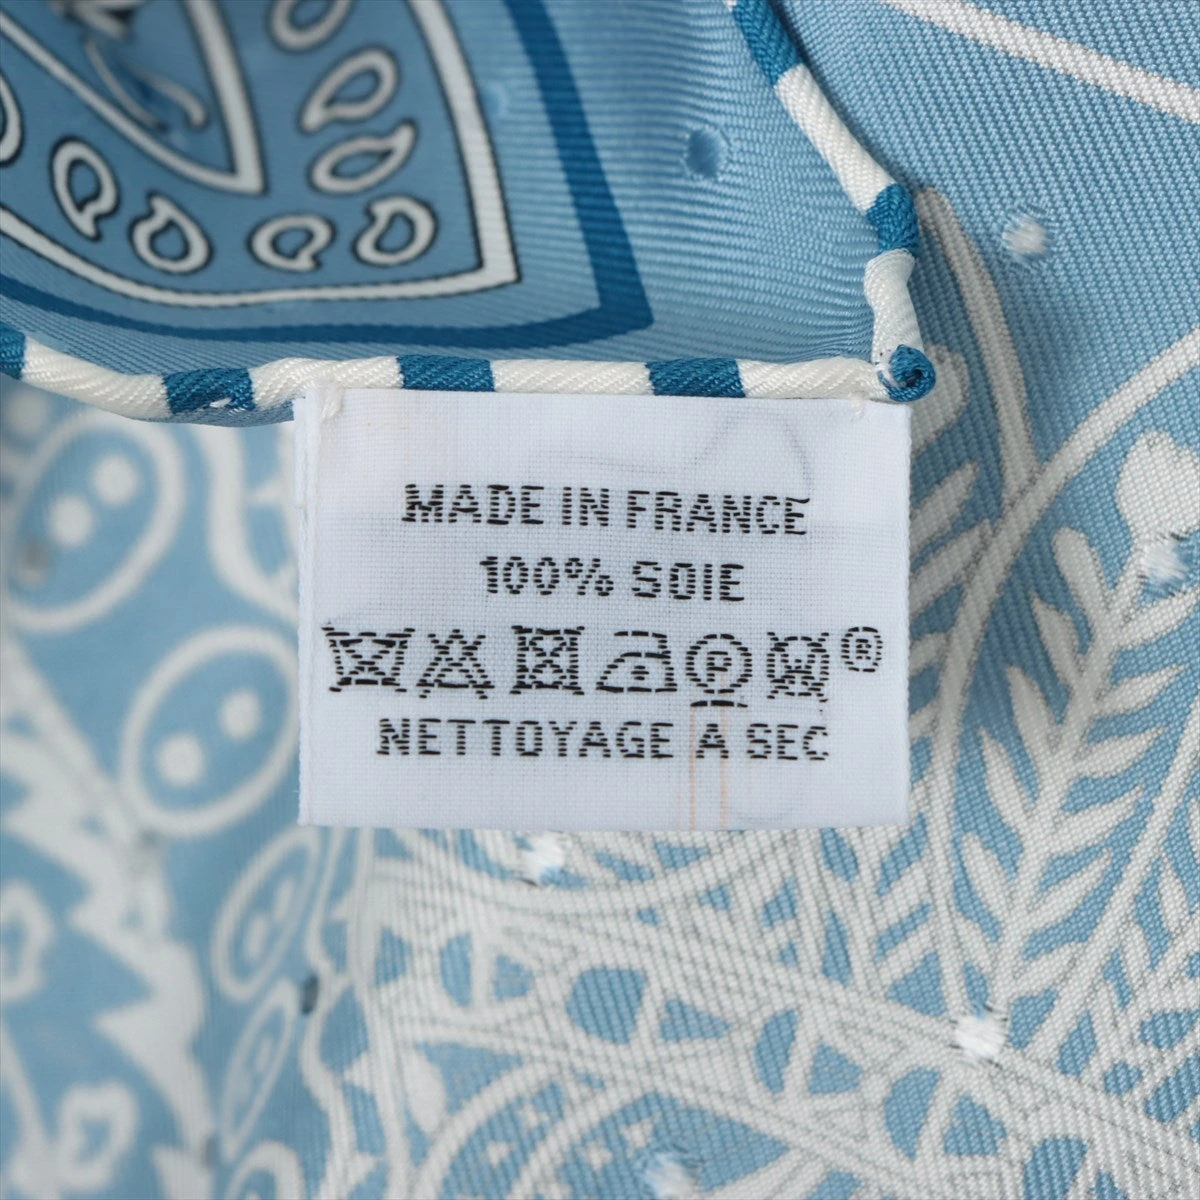 MADE IN FRANCE
100% SOIE
P ®
NETTOYAGE A SEC